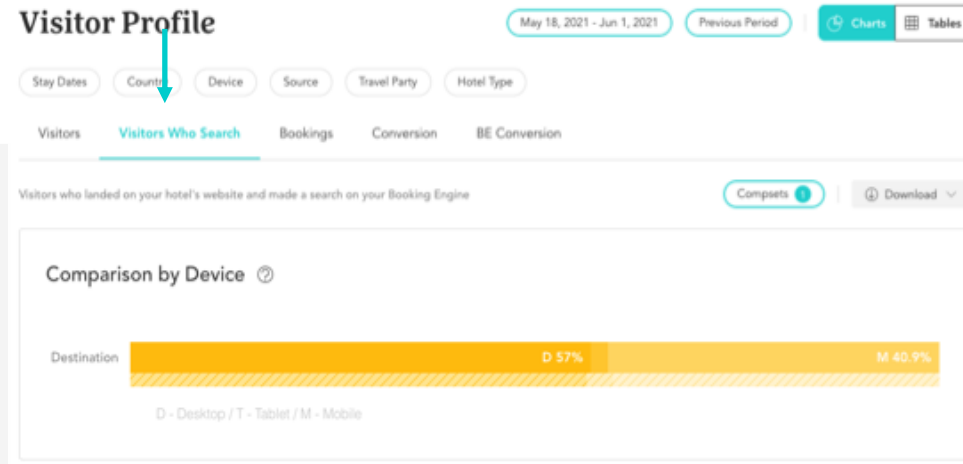 Visitor Profile
May 18, 2021 - Jun 1, 2021
Previous Period
Charts
Tables
Stay Dates
Country
Device
Source
Travel Party
Hotel Type
Visitors
Visitors Who Search
Bookings
Conversion
BE Conversion
Visitors who landed on your hotel's website and made a search on your Booking Engine
Compsets 1
Download
Comparison by Device
Destination
D 57%
M 40.9%
D - Desktop / T - Tablet / M - Mobile